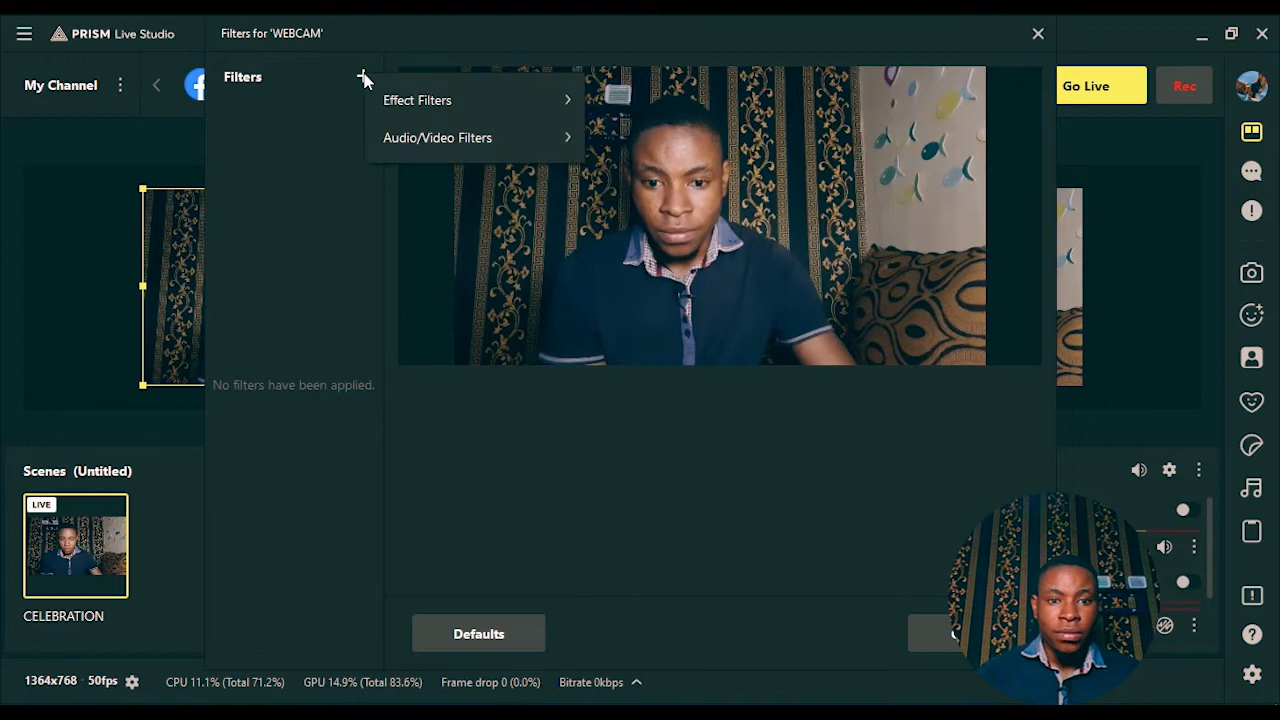 PRISM Live Studio
Filters for 'WEBCAM'
My Channel
Filters
Effect Filters
Audio/Video Filters
Go Live
Rec
No filters have been applied.
Scenes (Untitled)
LIVE
CELEBRATION
Defaults
1364x768 50fps
CPU 11.1% (Total 71.2%)
GPU 14.9% (Total 83.6%)
Frame drop 0 (0.0%)
Bitrate 0kbps